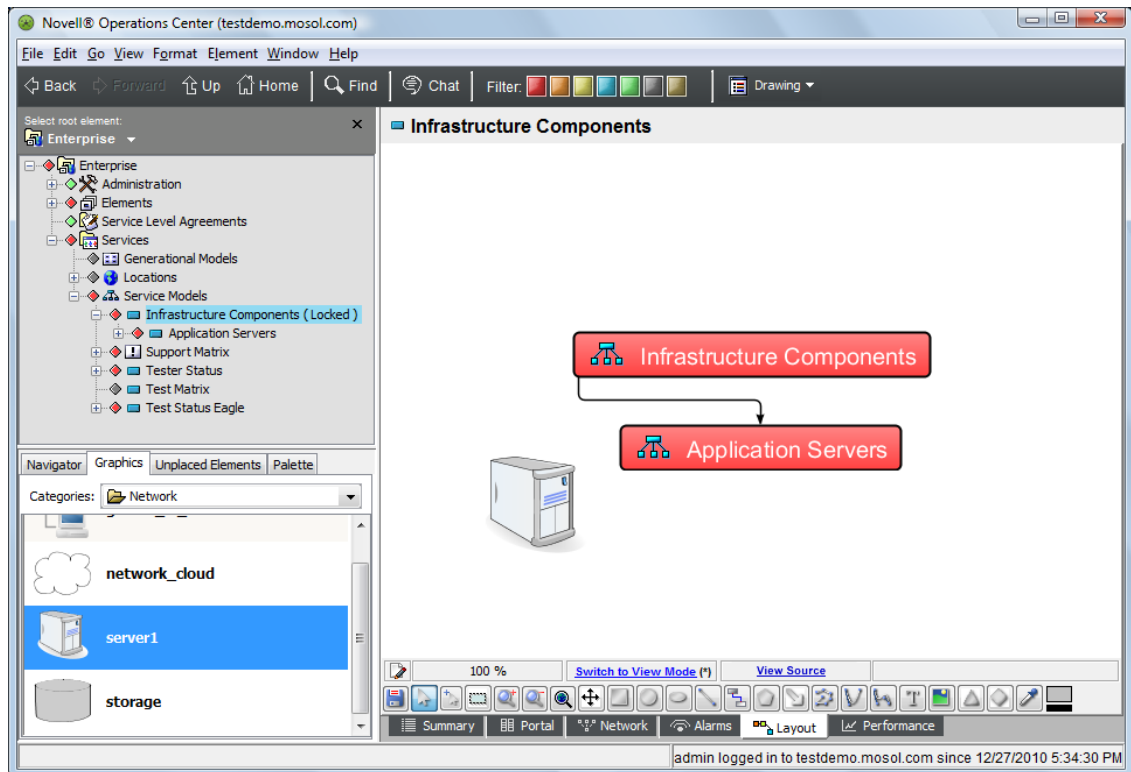 Novell® Operations Center (testdemo.mosol.com)
File Edit Go View Format Element Window Help
Back Forward Up Home Find Chat Filter: Drawing
Select root element:
Enterprise
Enterprise
Administration
Elements
Service Level Agreements
Services
Generational Models
Locations
Service Models
Infrastructure Components ( Locked )
Application Servers
Support Matrix
Tester Status
Test Matrix
Test Status Eagle
Navigator Graphics Unplaced Elements Palette
Categories: Network
network_cloud
server1
storage
Infrastructure Components
Infrastructure Components
Application Servers
100 % Switch to View Mode (*) View Source
Summary Portal Network Alarms Layout Performance
admin logged in to testdemo.mosol.com since 12/27/2010 5:34:30 PM